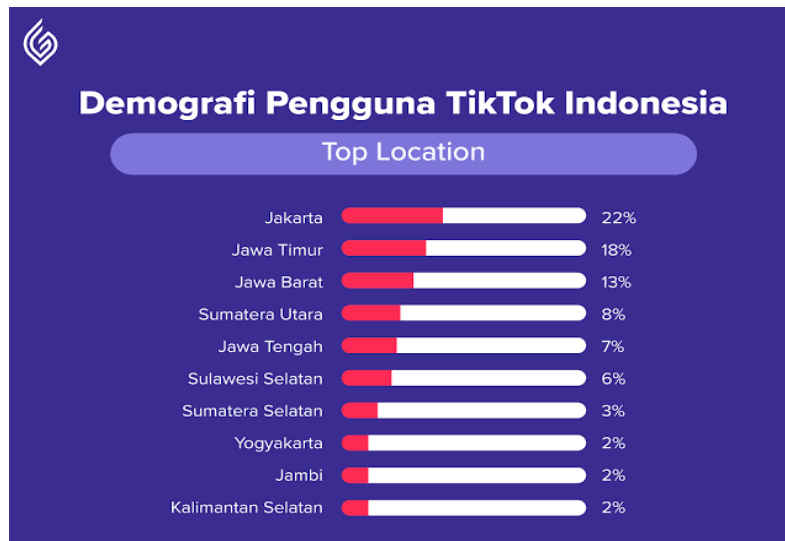 Demografi Pengguna TikTok Indonesia
Top Location
Jakarta 22%
Jawa Timur 18%
Jawa Barat 13%
Sumatera Utara 8%
Jawa Tengah 7%
Sulawesi Selatan 6%
Sumatera Selatan 3%
Yogyakarta 2%
Jambi 2%
Kalimantan Selatan 2%